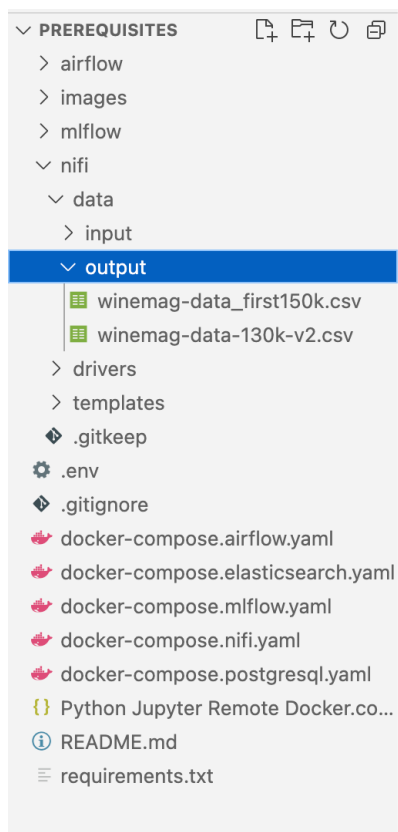 PREREQUISITES
airflow
images
mlflow
nifi
data
input
output
winemag-data_first150k.csv
winemag-data-130k-v2.csv
drivers
templates
.gitkeep
.env
.gitignore
docker-compose.airflow.yaml
docker-compose.elasticsearch.yaml
docker-compose.mlflow.yaml
docker-compose.nifi.yaml
docker-compose.postgresql.yaml
Python Jupyter Remote Docker.co...
README.md
requirements.txt